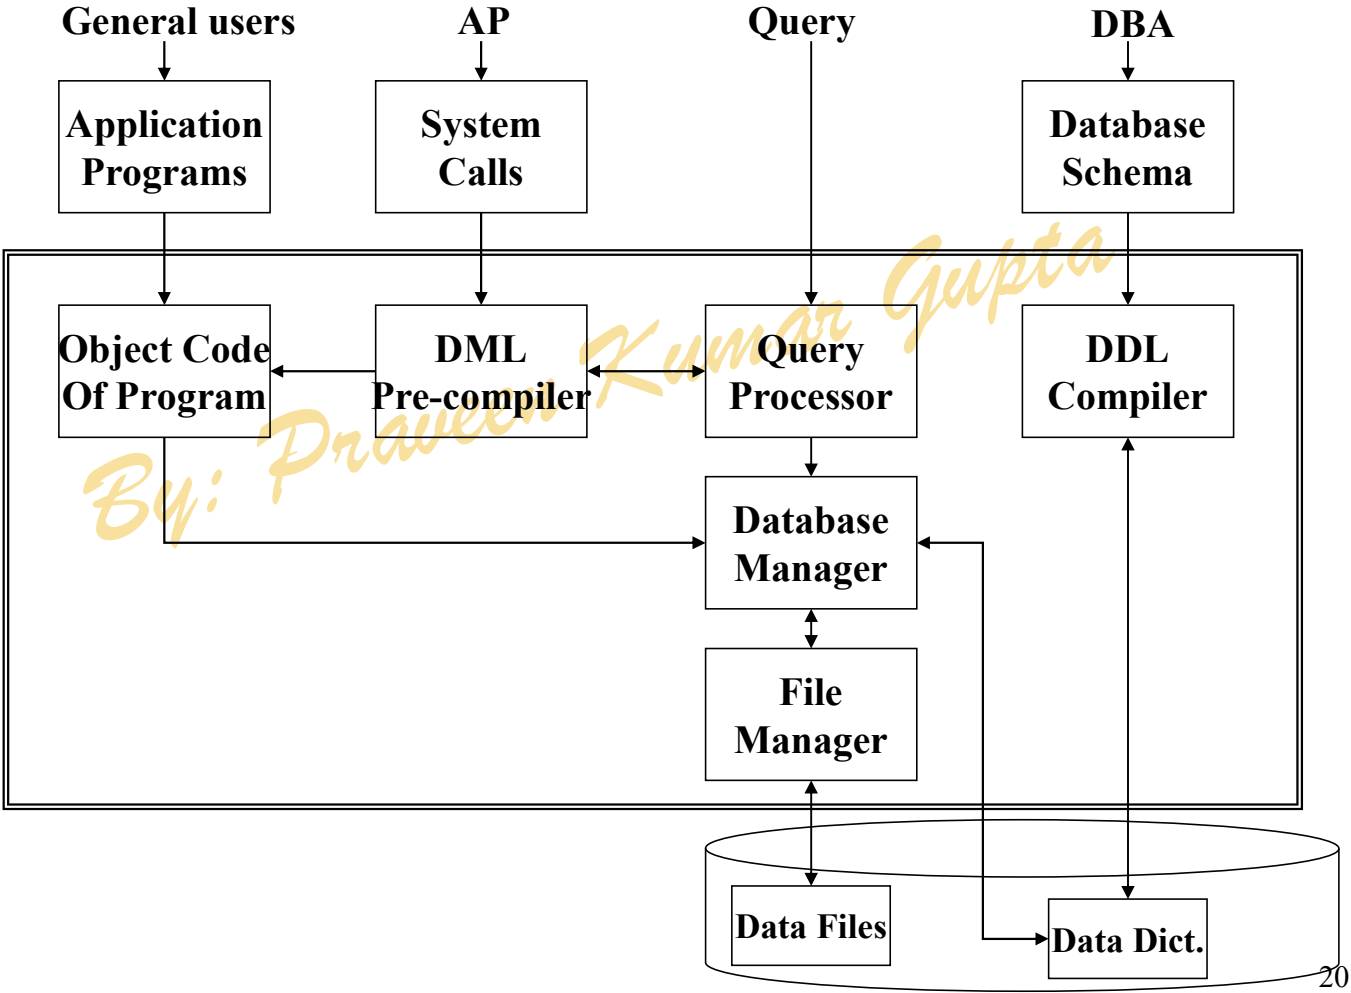 General users
AP
Query
DBA
Application
Programs
System
Calls
Database
Schema
Object Code
Of Program
DML
Pre-compiler
Query
Processor
DDL
Compiler
By: Praveen Kumar Gupta
Database
Manager
File
Manager
Data Files
Data Dict.
20